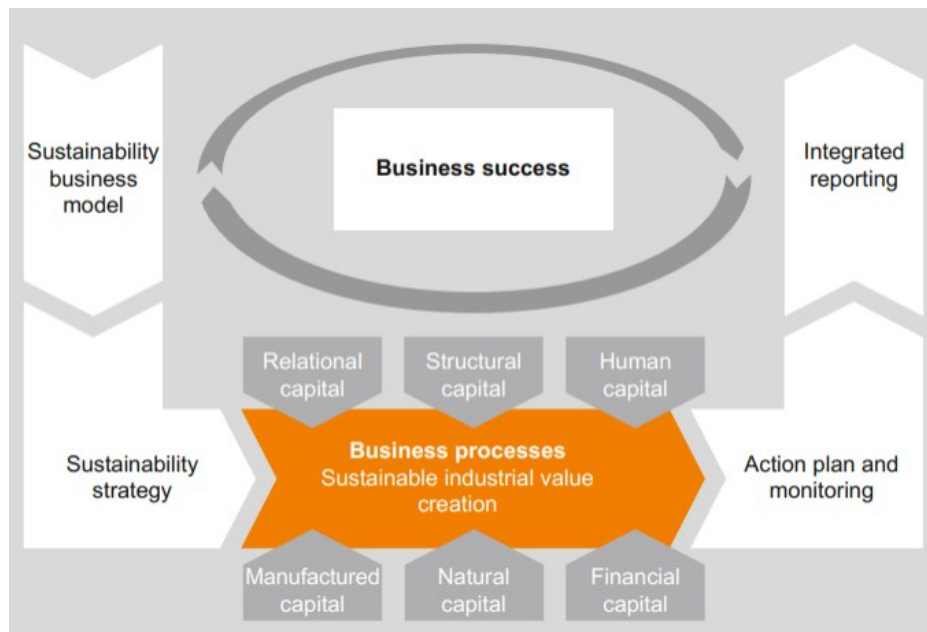 Sustainability
business
model
Business success
Integrated
reporting
Relational
capital
Structural
capital
Human
capital
Sustainability
strategy
Business processes
Sustainable industrial value
creation
Action plan and
monitoring
Manufactured
capital
Natural
capital
Financial
capital